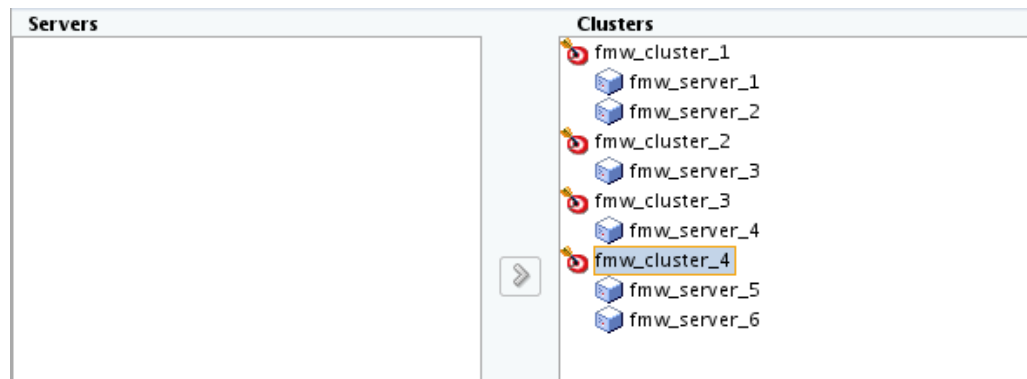 Servers
Clusters
fmw_cluster_1
fmw_server_1
fmw_server_2
fmw_cluster_2
fmw_server_3
fmw_cluster_3
fmw_server_4
fmw_cluster_4
fmw_server_5
fmw_server_6